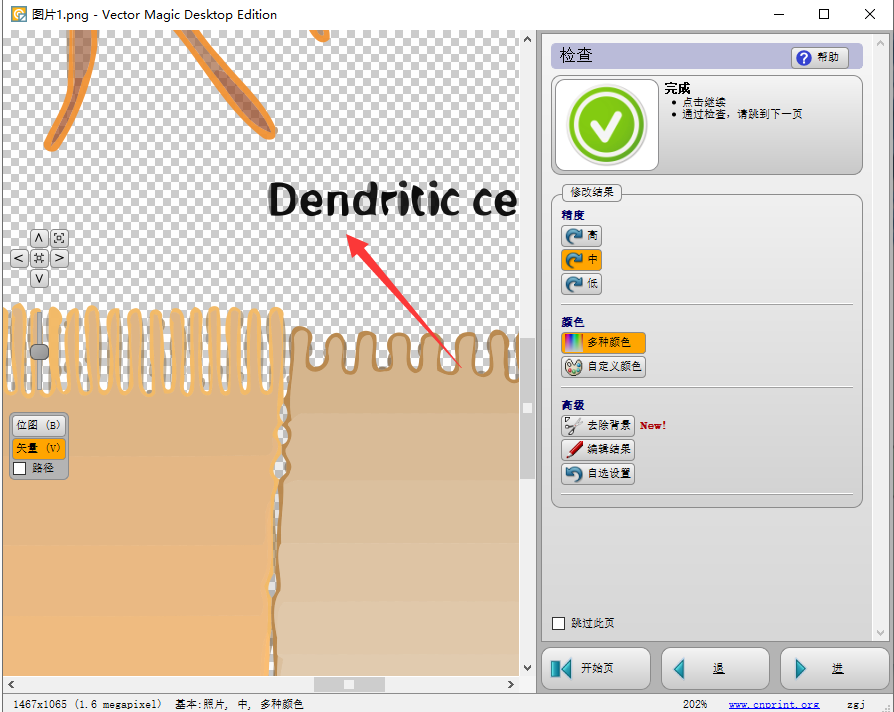 图片1.png - Vector Magic Desktop Edition
检查
帮助
完成
点击继续
通过检查，请跳到下一页
Dendritic ce
修改结果
精度
高
中
低
颜色
多种颜色
自定义颜色
高级
去除背景 New!
编辑结果
自选设置
位图 (B)
矢量 (V)
路径
跳过此页
开始页
退
进
1467x1065 (1.6 megapixel) 基本:照片, 中, 多种颜色
202%
www.cnprint.org
zgj